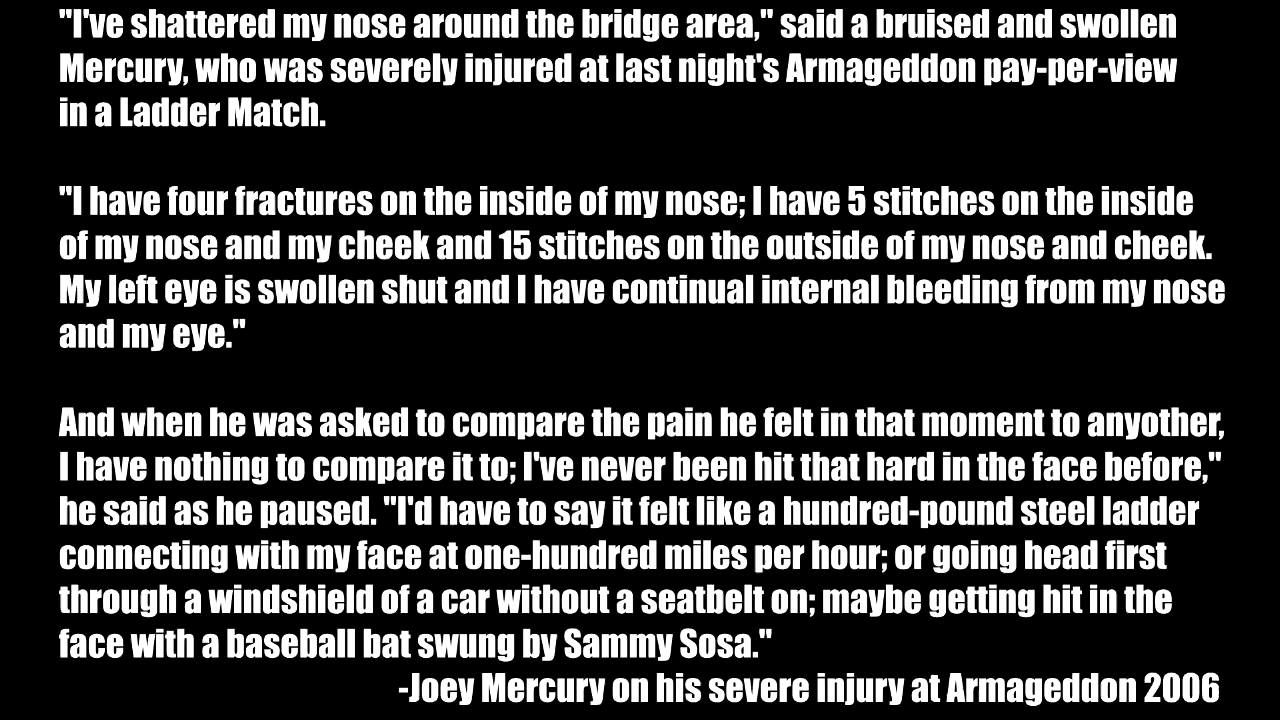 "I've shattered my nose around the bridge area," said a bruised and swollen
Mercury, who was severely injured at last night's Armageddon pay-per-view
in a Ladder Match.
"I have four fractures on the inside of my nose; I have 5 stitches on the inside
of my nose and my cheek and 15 stitches on the outside of my nose and cheek.
My left eye is swollen shut and I have continual internal bleeding from my nose
and my eye."
And when he was asked to compare the pain he felt in that moment to anyother,
I have nothing to compare it to; I've never been hit that hard in the face before,"
he said as he paused. "I'd have to say it felt like a hundred-pound steel ladder
connecting with my face at one-hundred miles per hour; or going head first
through a windshield of a car without a seatbelt on; maybe getting hit in the
face with a baseball bat swung by Sammy Sosa."
-Joey Mercury on his severe injury at Armageddon 2006